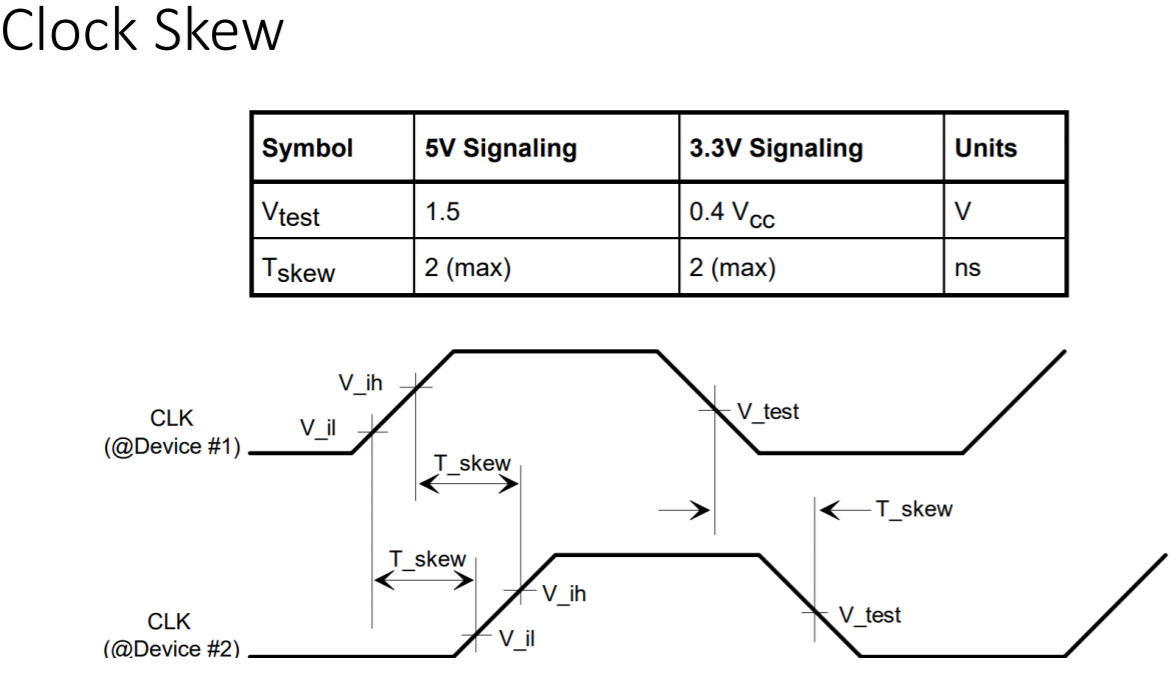 Clock Skew
Symbol 5V Signaling 3.3V Signaling Units
Vtest 1.5 0.4 VCC V
Tskew 2 (max) 2 (max) ns
V_ih
CLK
(@Device #1)
V_il
V_test
T_skew
T_skew
T_skew
V_ih
CLK
(@Device #2)
V_il
V_test